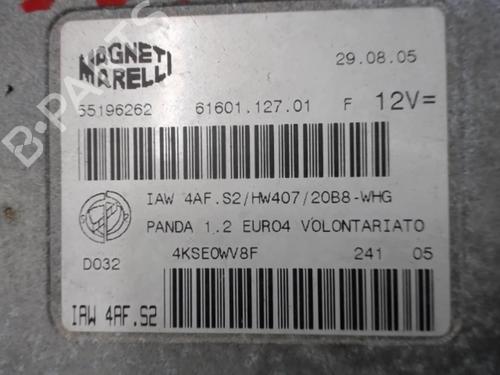 MAGNETI MARELLI
29.08.05
55196262 61601.127.01 F 12V=
IAW 4AF.S2/HW407/20B8-WHG
PANDA 1.2 EURO4 VOLONTARIATO
4KSE0WV8F 241 05
D032
IAW 4AF.S2
B-PARTS